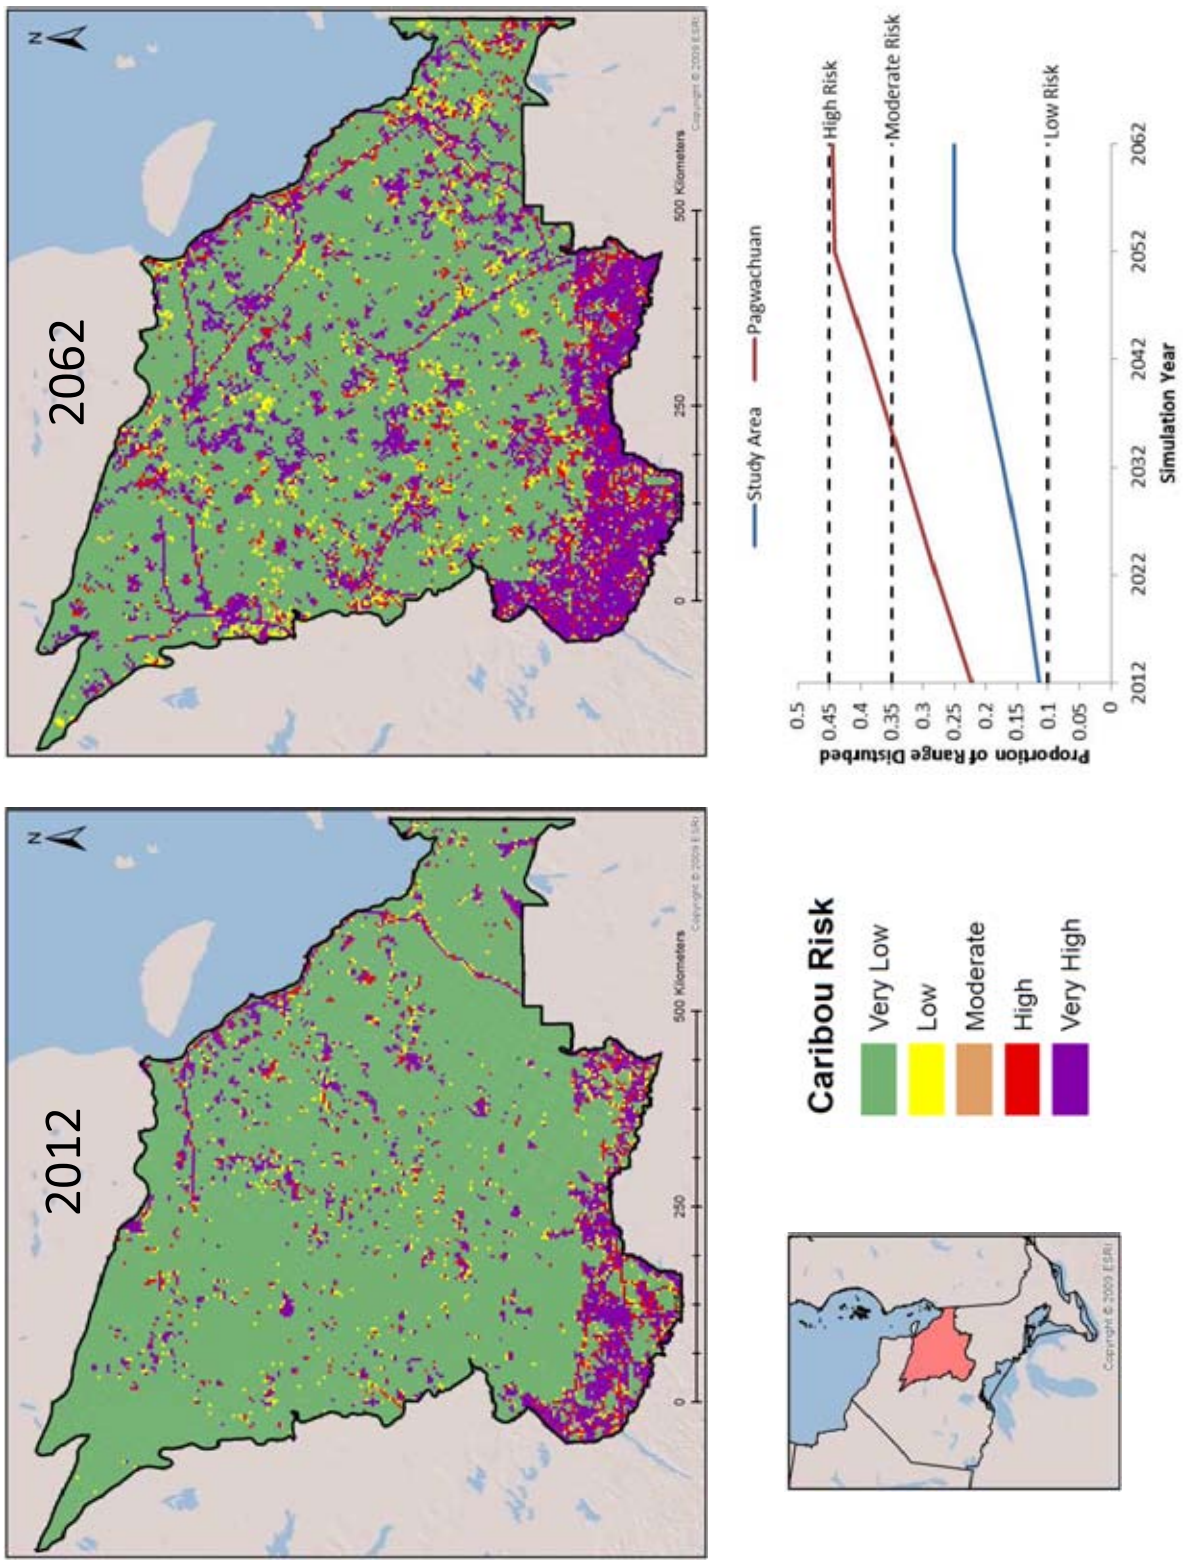 2012
N
0 250 500 Kilometers
Copyright © 2009 ESRI
2062
N
0 250 500 Kilometers
Copyright © 2009 ESRI
Copyright © 2009 ESRI
Caribou Risk
Very Low
Low
Moderate
High
Very High
Study Area Pagwachuan
Proportion of Range Disturbed
0.5
0.45
0.4
0.35
0.3
0.25
0.2
0.15
0.1
0.05
0
High Risk
Moderate Risk
Low Risk
2012 2022 2032 2042 2052 2062
Simulation Year